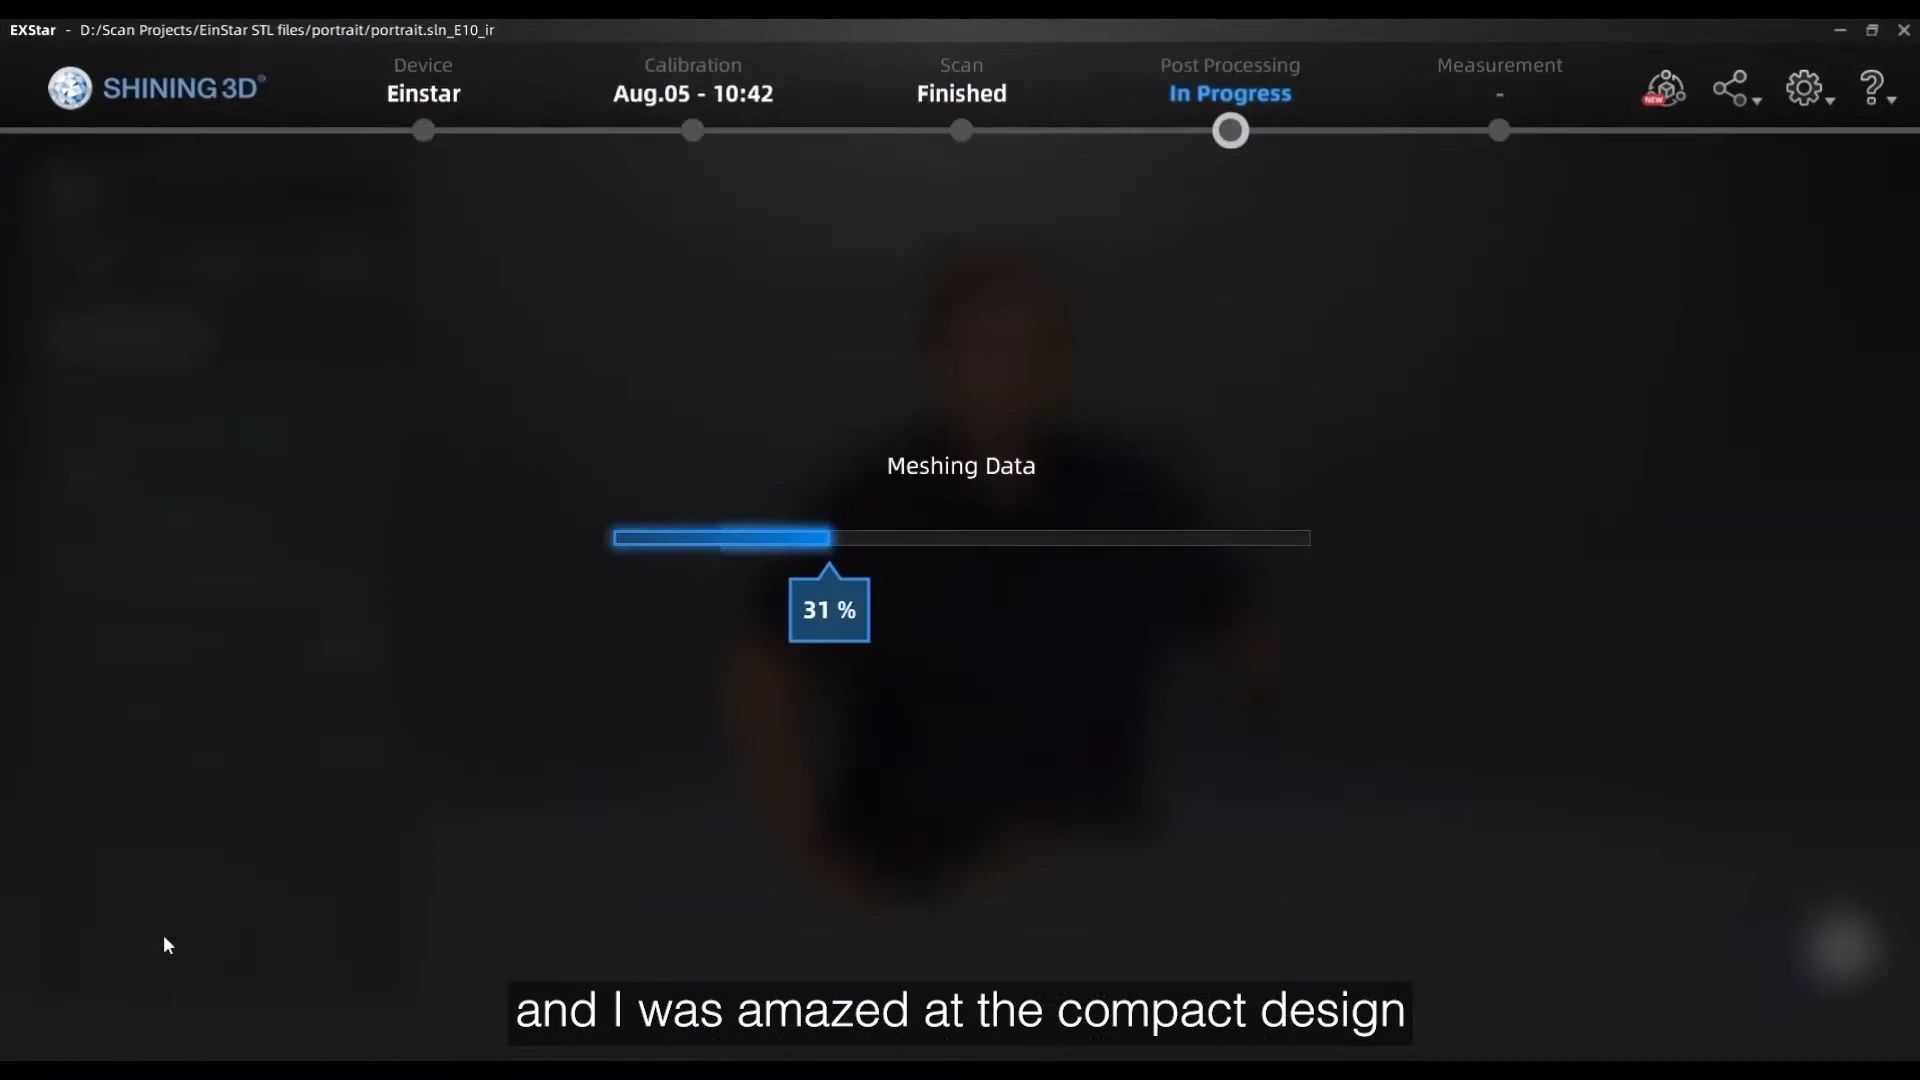 EXStar - D:/Scan Projects/EinStar STL files/portrait/portrait.sln_E10_ir
SHINING 3D®
Device
Einstar
Calibration
Aug.05 - 10:42
Scan
Finished
Post Processing
In Progress
Measurement
-
NEW
?
Meshing Data
31 %
and I was amazed at the compact design